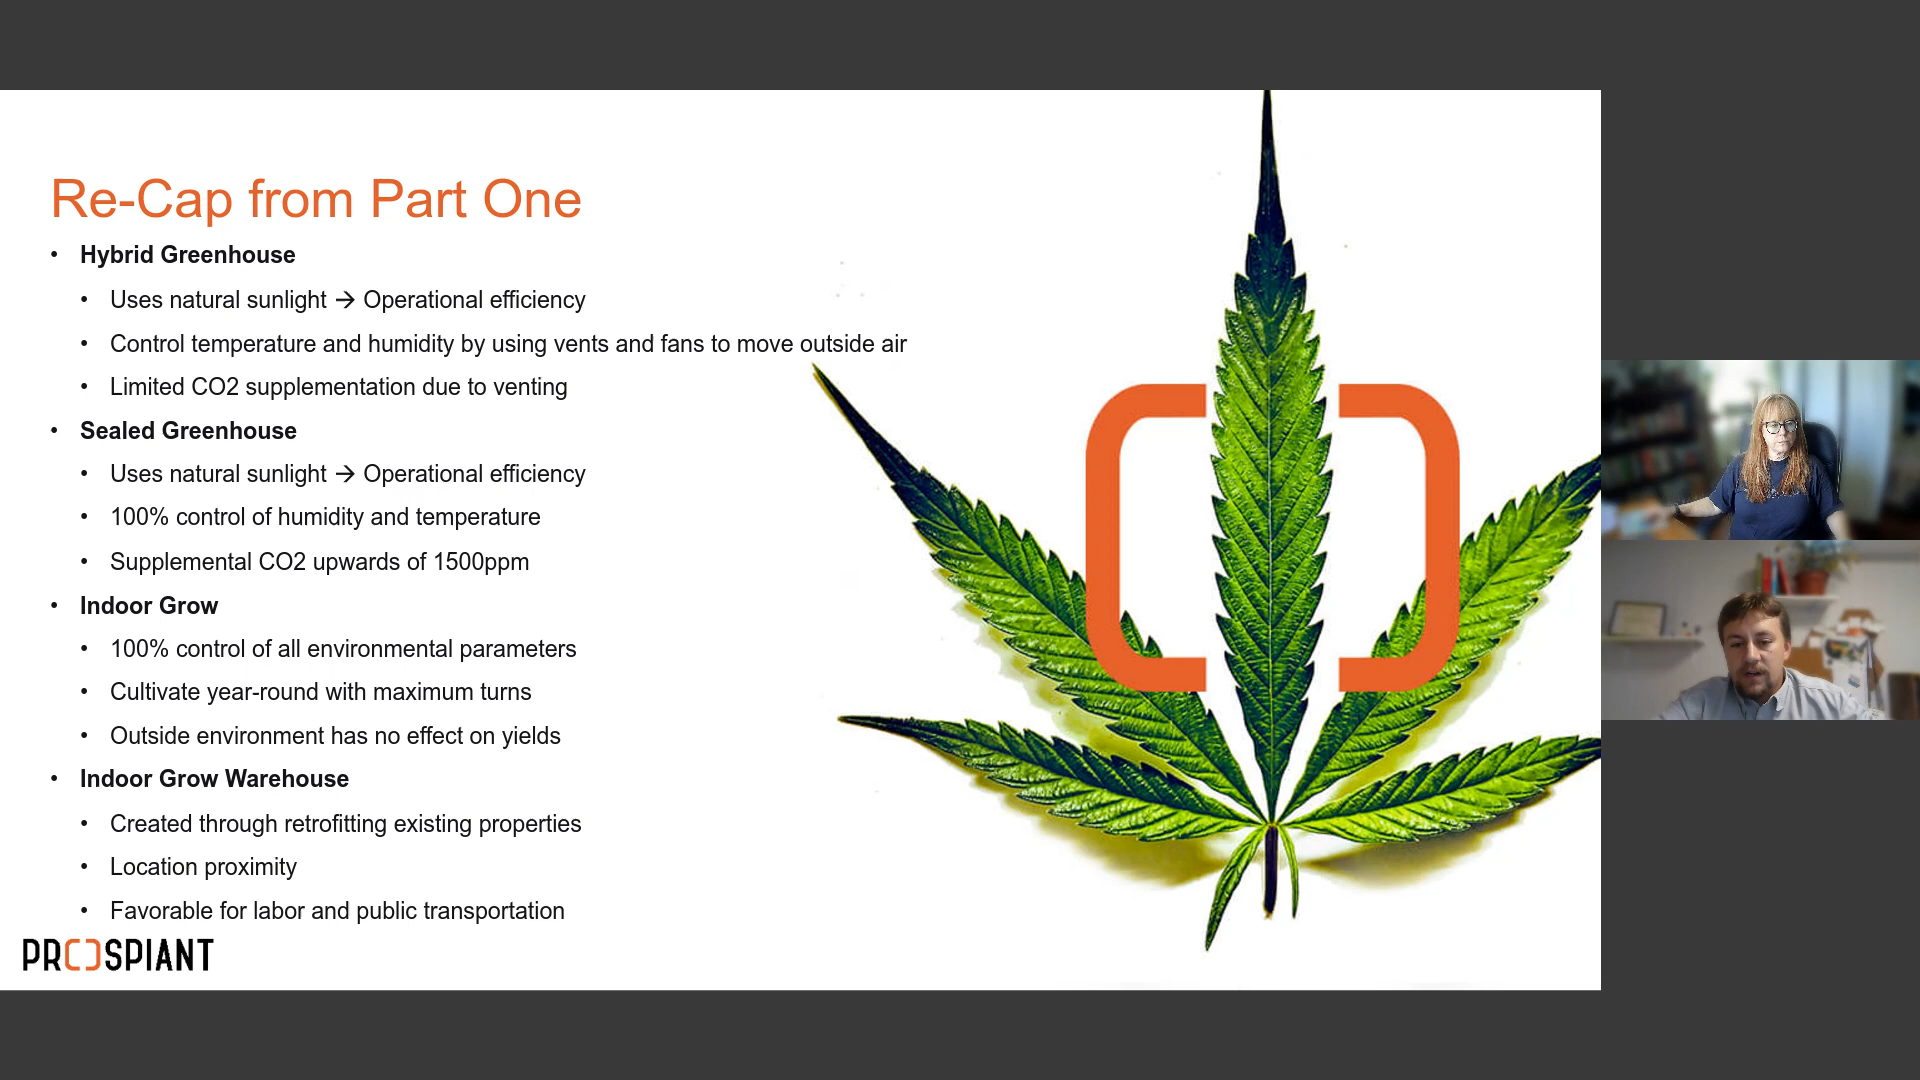 Re-Cap from Part One
• Hybrid Greenhouse
• Uses natural sunlight → Operational efficiency
• Control temperature and humidity by using vents and fans to move outside air
• Limited CO2 supplementation due to venting
• Sealed Greenhouse
• Uses natural sunlight → Operational efficiency
• 100% control of humidity and temperature
• Supplemental CO2 upwards of 1500ppm
• Indoor Grow
• 100% control of all environmental parameters
• Cultivate year-round with maximum turns
• Outside environment has no effect on yields
• Indoor Grow Warehouse
• Created through retrofitting existing properties
• Location proximity
• Favorable for labor and public transportation
PROSPIANT